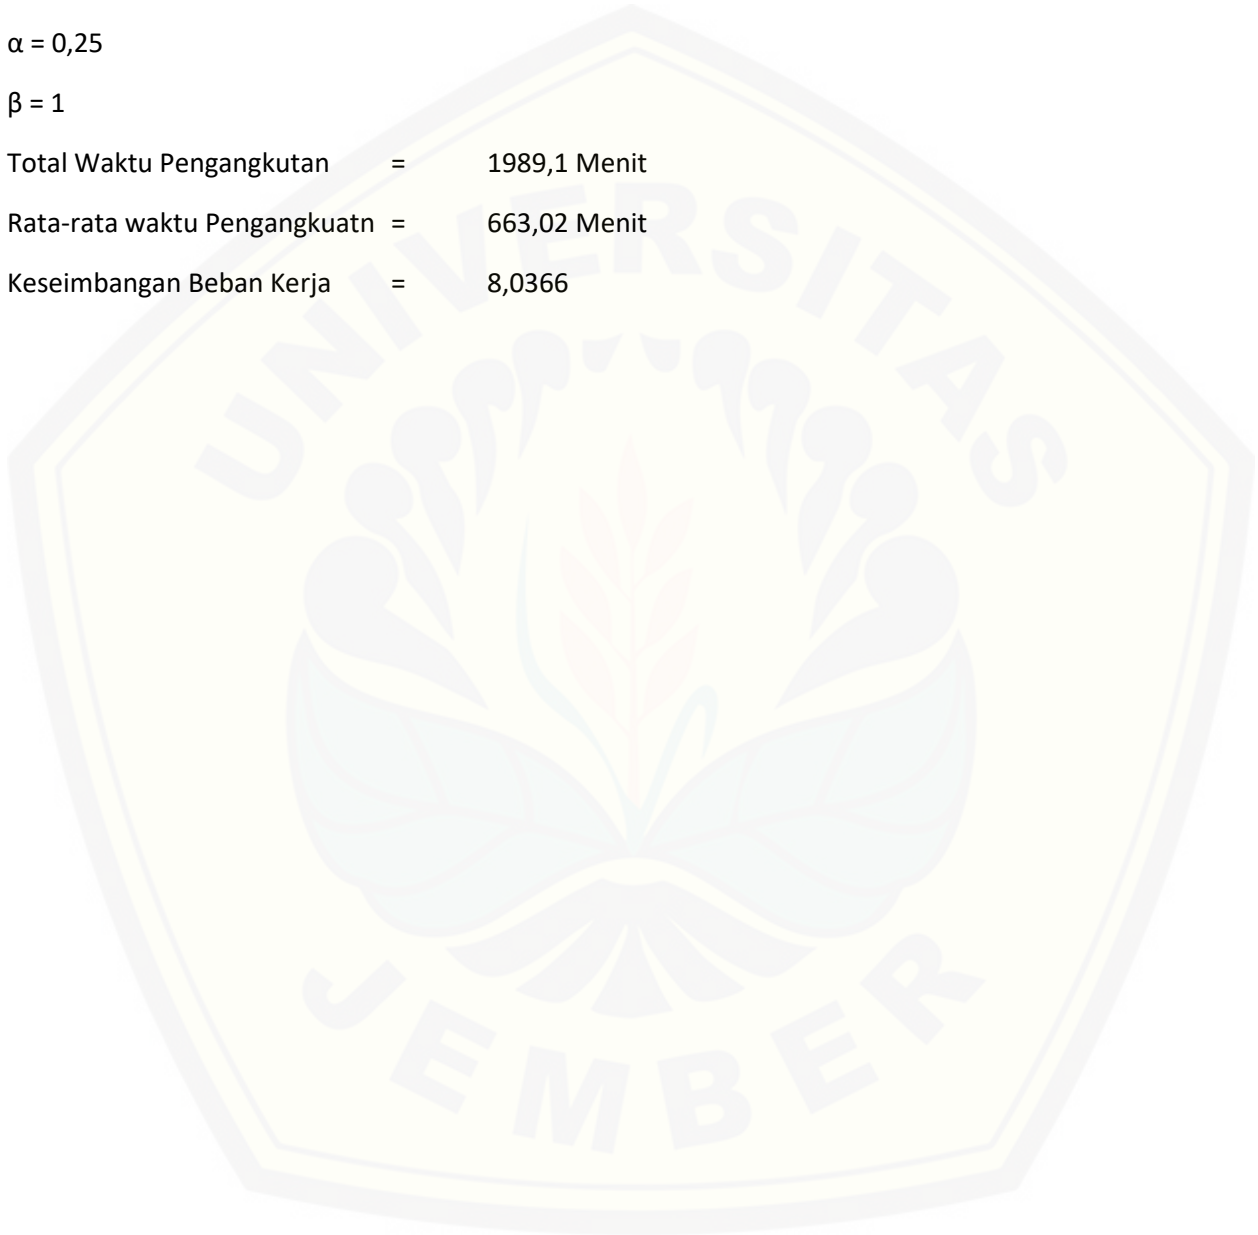 α = 0,25
β = 1
Total Waktu Pengangkutan = 1989,1 Menit
Rata-rata waktu Pengangkuatn = 663,02 Menit
Keseimbangan Beban Kerja = 8,0366
UNIVERSITAS
JEMBER